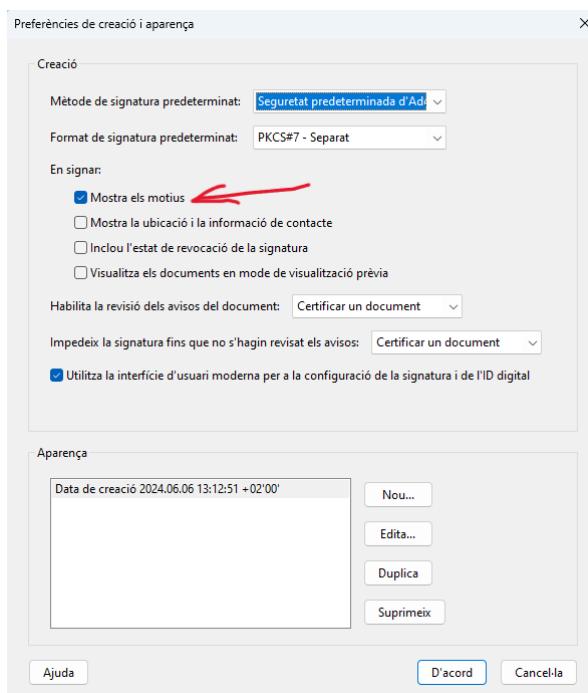 Preferències de creació i aparença
Creació
Mètode de signatura predeterminat: Seguretat predeterminada d'Ad
Format de signatura predeterminat: PKCS#7 - Separat
En signar:
Mostra els motius
Mostra la ubicació i la informació de contacte
Inclou l'estat de revocació de la signatura
Visualitza els documents en mode de visualització prèvia
Habilita la revisió dels avisos del document: Certificar un document
Impedeix la signatura fins que no s'hagin revisat els avisos: Certificar un document
Utilitza la interfície d'usuari moderna per a la configuració de la signatura i de l'ID digital
Aparença
Data de creació 2024.06.06 13:12:51 +02'00'
Nou...
Edita...
Duplica
Suprimeix
Ajuda
D'acord
Cancel·la